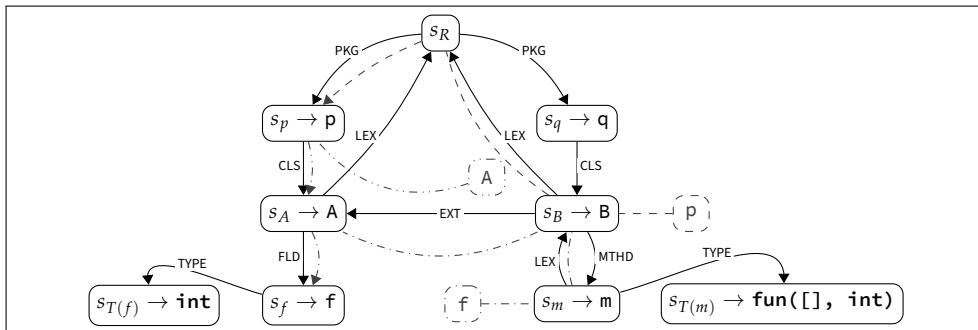 s_R
PKG PKG
s_p → p s_q → q
CLS LEX LEX CLS
A
s_A → A EXT s_B → B p
FLD LEX MTHD
TYPE TYPE
s_T(f) → int s_f → f f s_m → m s_T(m) → fun([], int)